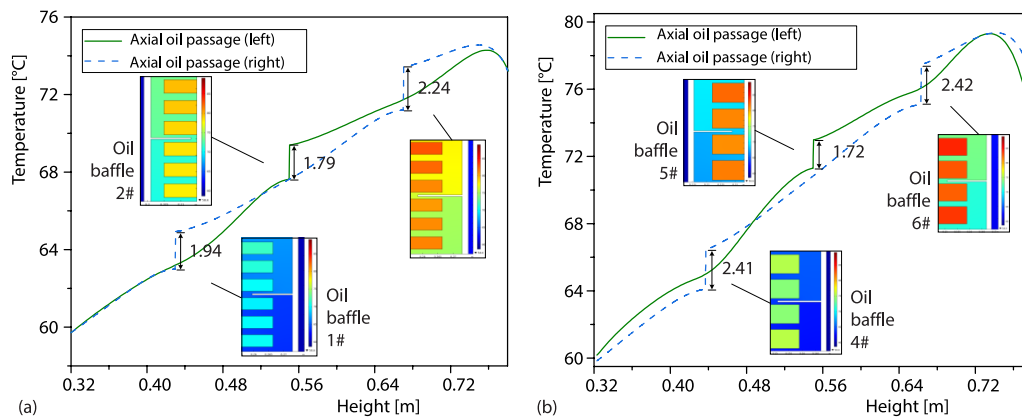 76
72
68
64
60
Temperature [°C]
Axial oil passage (left)
Axial oil passage (right)
2.24
1.79
1.94
Oil
baffle
2#
Oil
baffle
1#
0.32
0.40
0.48
0.56
0.64
0.72
Height [m]
(a)
80
76
72
68
64
60
Temperature [°C]
Axial oil passage (left)
Axial oil passage (right)
2.42
1.72
2.41
Oil
baffle
5#
Oil
baffle
6#
Oil
baffle
4#
0.32
0.40
0.48
0.56
0.64
0.72
Height [m]
(b)